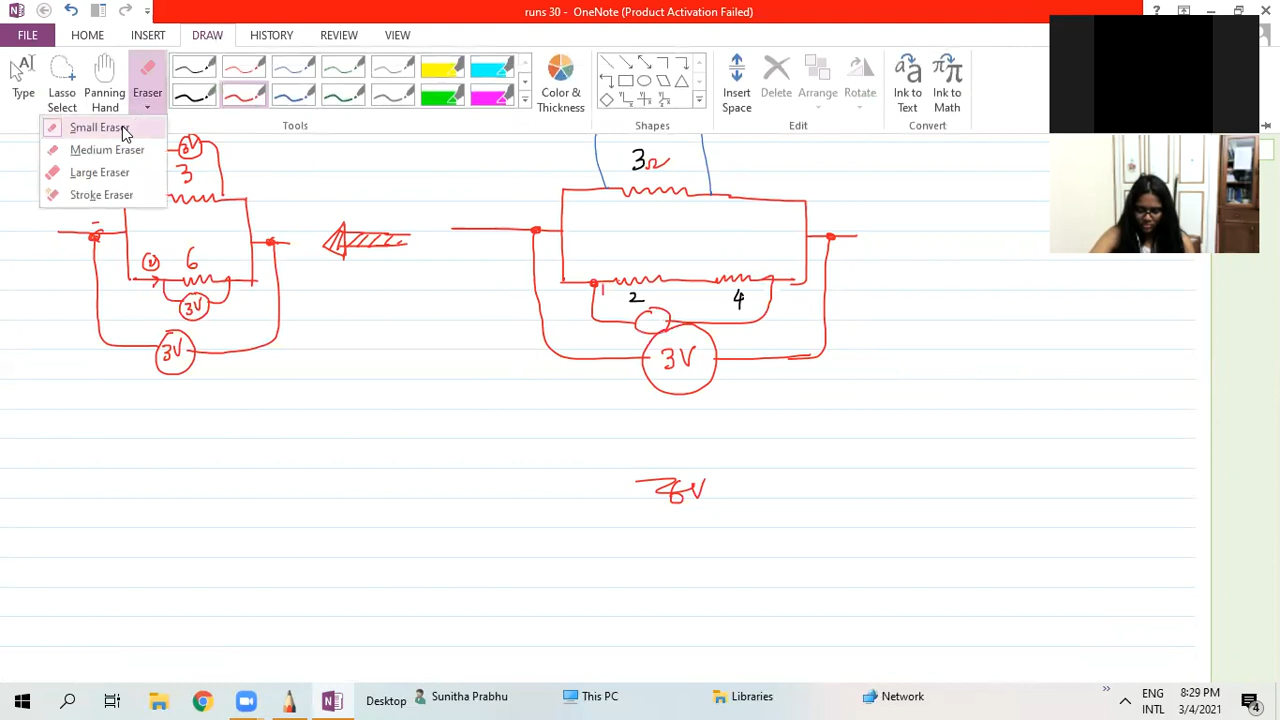 runs 30 - OneNote (Product Activation Failed)
FILE HOME INSERT DRAW HISTORY REVIEW VIEW
Type
Lasso Select
Panning Hand
Eraser
Color & Thickness
Insert Space
Delete
Arrange
Rotate
Ink to Text
Ink to Math
Tools
Shapes
Edit
Convert
Small Eraser
Medium Eraser
Large Eraser
Stroke Eraser
3
6
3V
3V
3Ω
2
4
3V
Desktop
Sunitha Prabhu
This PC
Libraries
Network
ENG
INTL
8:29 PM
3/4/2021
4